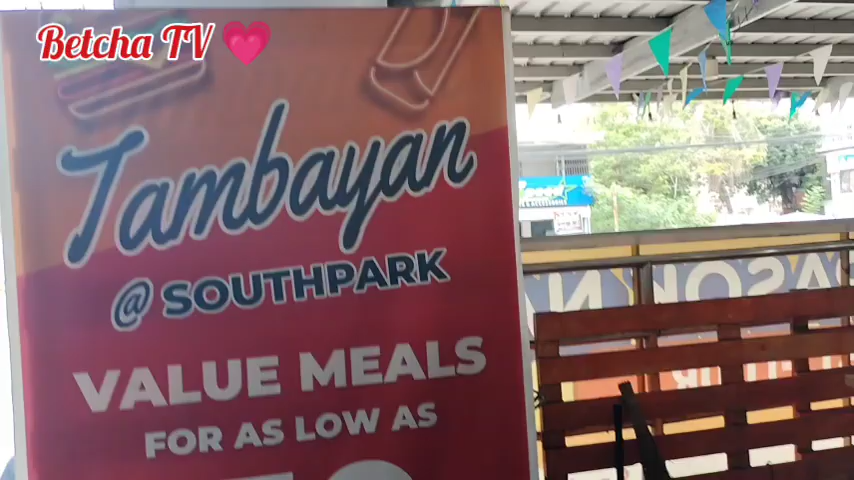 Betcha TV
Tambayan
@ SOUTHPARK
VALUE MEALS
FOR AS LOW AS